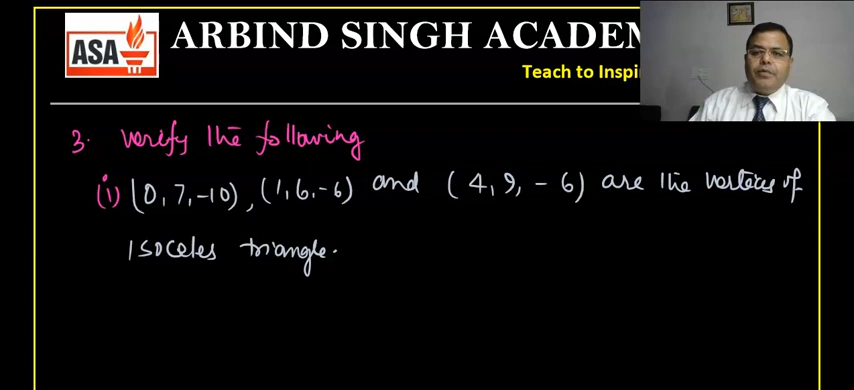 ASA
ARBIND SINGH ACADEM
Teach to Inspi
3. Verify the following
(i) (0, 7, -10), (1, 6, -6) and (4, 9, -6) are the vertices of
isoceles triangle.